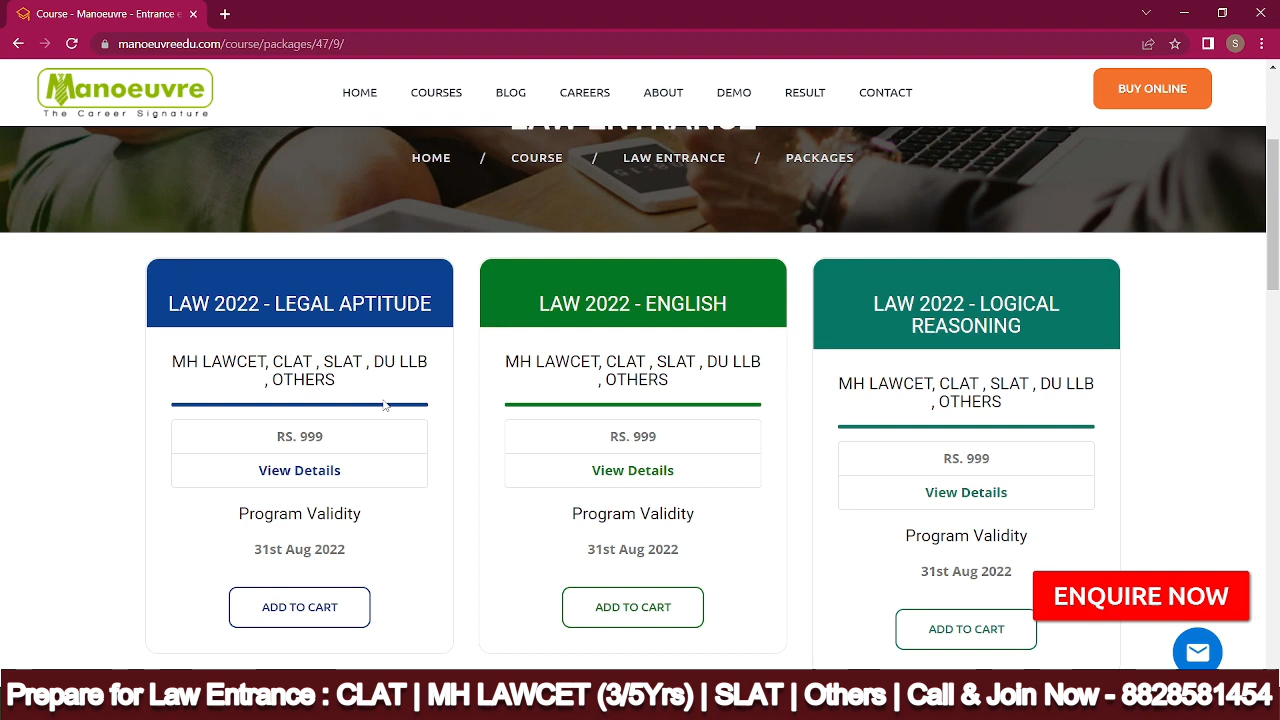 Course - Manoeuvre - Entrance e
manoeuvreedu.com/course/packages/47/9/
S
Manoeuvre
The Career Signature
HOME
COURSES
BLOG
CAREERS
ABOUT
DEMO
RESULT
CONTACT
BUY ONLINE
LAW ENTRANCE
HOME / COURSE / LAW ENTRANCE / PACKAGES
LAW 2022 - LEGAL APTITUDE
MH LAWCET, CLAT , SLAT , DU LLB
, OTHERS
RS. 999
View Details
Program Validity
31st Aug 2022
ADD TO CART
LAW 2022 - ENGLISH
MH LAWCET, CLAT , SLAT , DU LLB
, OTHERS
RS. 999
View Details
Program Validity
31st Aug 2022
ADD TO CART
LAW 2022 - LOGICAL
REASONING
MH LAWCET, CLAT , SLAT , DU LLB
, OTHERS
RS. 999
View Details
Program Validity
31st Aug 2022
ADD TO CART
ENQUIRE NOW
Prepare for Law Entrance : CLAT | MH LAWCET (3/5Yrs) | SLAT | Others | Call & Join Now - 8828581454